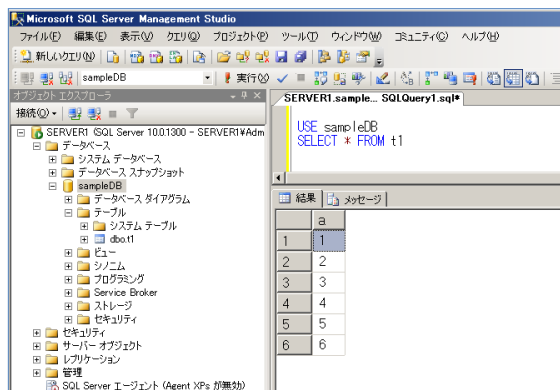 Microsoft SQL Server Management Studio
ファイル(F) 編集(E) 表示(V) クエリ(Q) プロジェクト(P) ツール(T) ウィンドウ(W) コミュニティ(C) ヘルプ(H)
新しいクエリ(N)
sampleDB 実行(X)
オブジェクト エクスプローラ
接続(O)
SERVER1 (SQL Server 10.0.1300 - SERVER1¥Adm
データベース
システム データベース
データベース スナップショット
sampleDB
データベース ダイアグラム
テーブル
システム テーブル
dbo.t1
ビュー
シノニム
プログラミング
Service Broker
ストレージ
セキュリティ
セキュリティ
サーバー オブジェクト
レプリケーション
管理
SQL Server エージェント (Agent XPs が無効)
SERVER1.sample... SQLQuery1.sql*
USE sampleDB
SELECT * FROM t1
結果 メッセージ
a
1 1
2 2
3 3
4 4
5 5
6 6